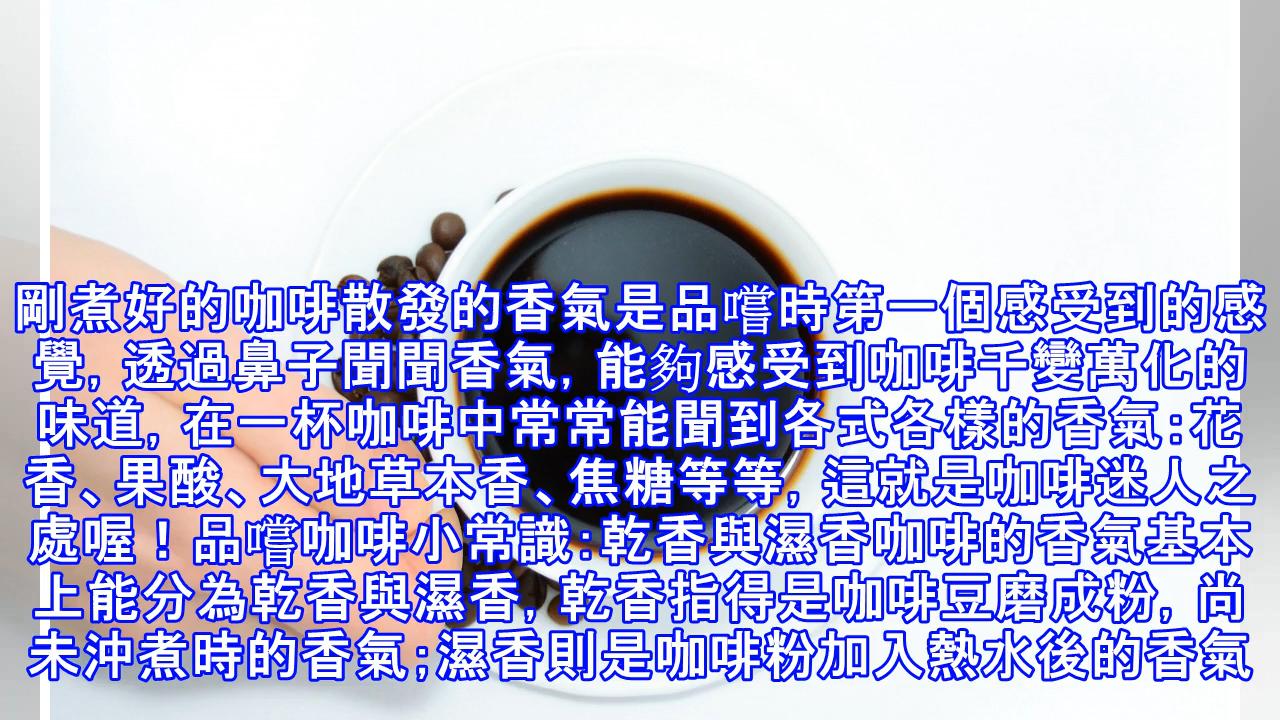 剛煮好的咖啡散發的香氣是品嚐時第一個感受到的感
覺,透過鼻子聞聞香氣,能夠感受到咖啡千變萬化的
味道,在一杯咖啡中常常能聞到各式各樣的香氣:花
香、果酸、大地草本香、焦糖等等,這就是咖啡迷人之
處喔!品嚐咖啡小常識:乾香與濕香咖啡的香氣基本
上能分為乾香與濕香,乾香指得是咖啡豆磨成粉,尚
未沖煮時的香氣;濕香則是咖啡粉加入熱水後的香氣